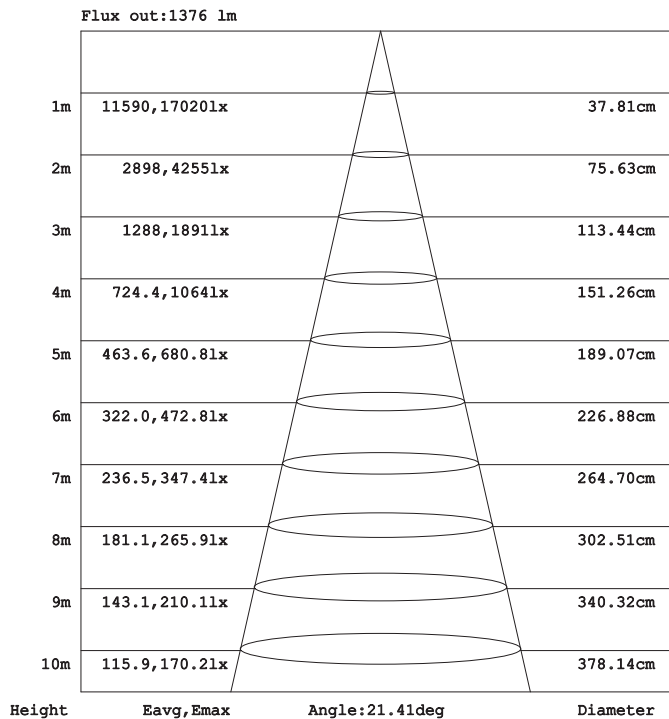 Flux out:1376 lm
1m 11590,17020lx 37.81cm
2m 2898,4255lx 75.63cm
3m 1288,1891lx 113.44cm
4m 724.4,1064lx 151.26cm
5m 463.6,680.8lx 189.07cm
6m 322.0,472.8lx 226.88cm
7m 236.5,347.4lx 264.70cm
8m 181.1,265.9lx 302.51cm
9m 143.1,210.1lx 340.32cm
10m 115.9,170.2lx 378.14cm
Height Eavg,Emax Angle:21.41deg Diameter